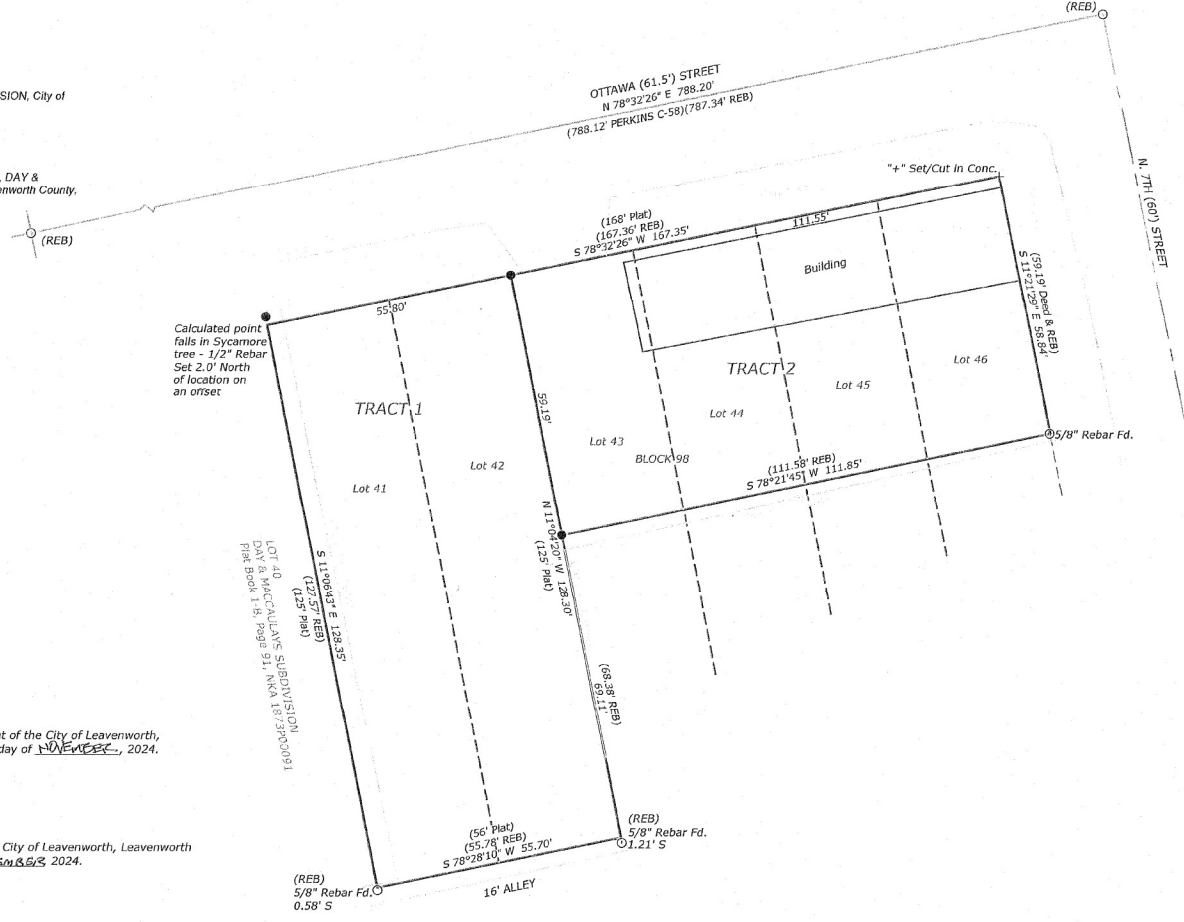 (REB)
SION, City of
OTTAWA (61.5') STREET
N 78°32'26" E 788.20'
(788.12' PERKINS C-58)(787.34' REB)
, DAY &
enworth County,
"+" Set/Cut in Conc.
N. 7TH (60') STREET
(REB)
(168' Plat)
(167.36' REB)
S 78°32'26" W 167.35'
111.55'
Building
(59.19' Deed & REB)
S 11°21'29" E 58.84'
55.80'
Calculated point
falls in Sycamore
tree - 1/2" Rebar
Set 2.0' North
of location on
an offset
TRACT 1
TRACT 2
Lot 46
Lot 45
Lot 44
Lot 43
59.19'
5/8" Rebar Fd.
BLOCK 98
(111.58' REB)
S 78°21'45" W 111.85'
Lot 42
Lot 41
N 11°04'20" W 128.30'
(125' Plat)
S 11°06'43" E 128.35'
(127.57' REB)
(125' Plat)
LOT 40
DAY & MACCAULAYS SUBDIVISION
Plat Book 1-B, Page 91, NKA 1873P00091
(68.38' REB)
69.11'
t of the City of Leavenworth,
day of NOVEMBER, 2024.
(56' Plat)
(55.78' REB)
S 78°28'10" W 55.70'
(REB)
5/8" Rebar Fd.
1.21' S
City of Leavenworth, Leavenworth
EMBER 2024.
(REB)
5/8" Rebar Fd.
0.58' S
16' ALLEY